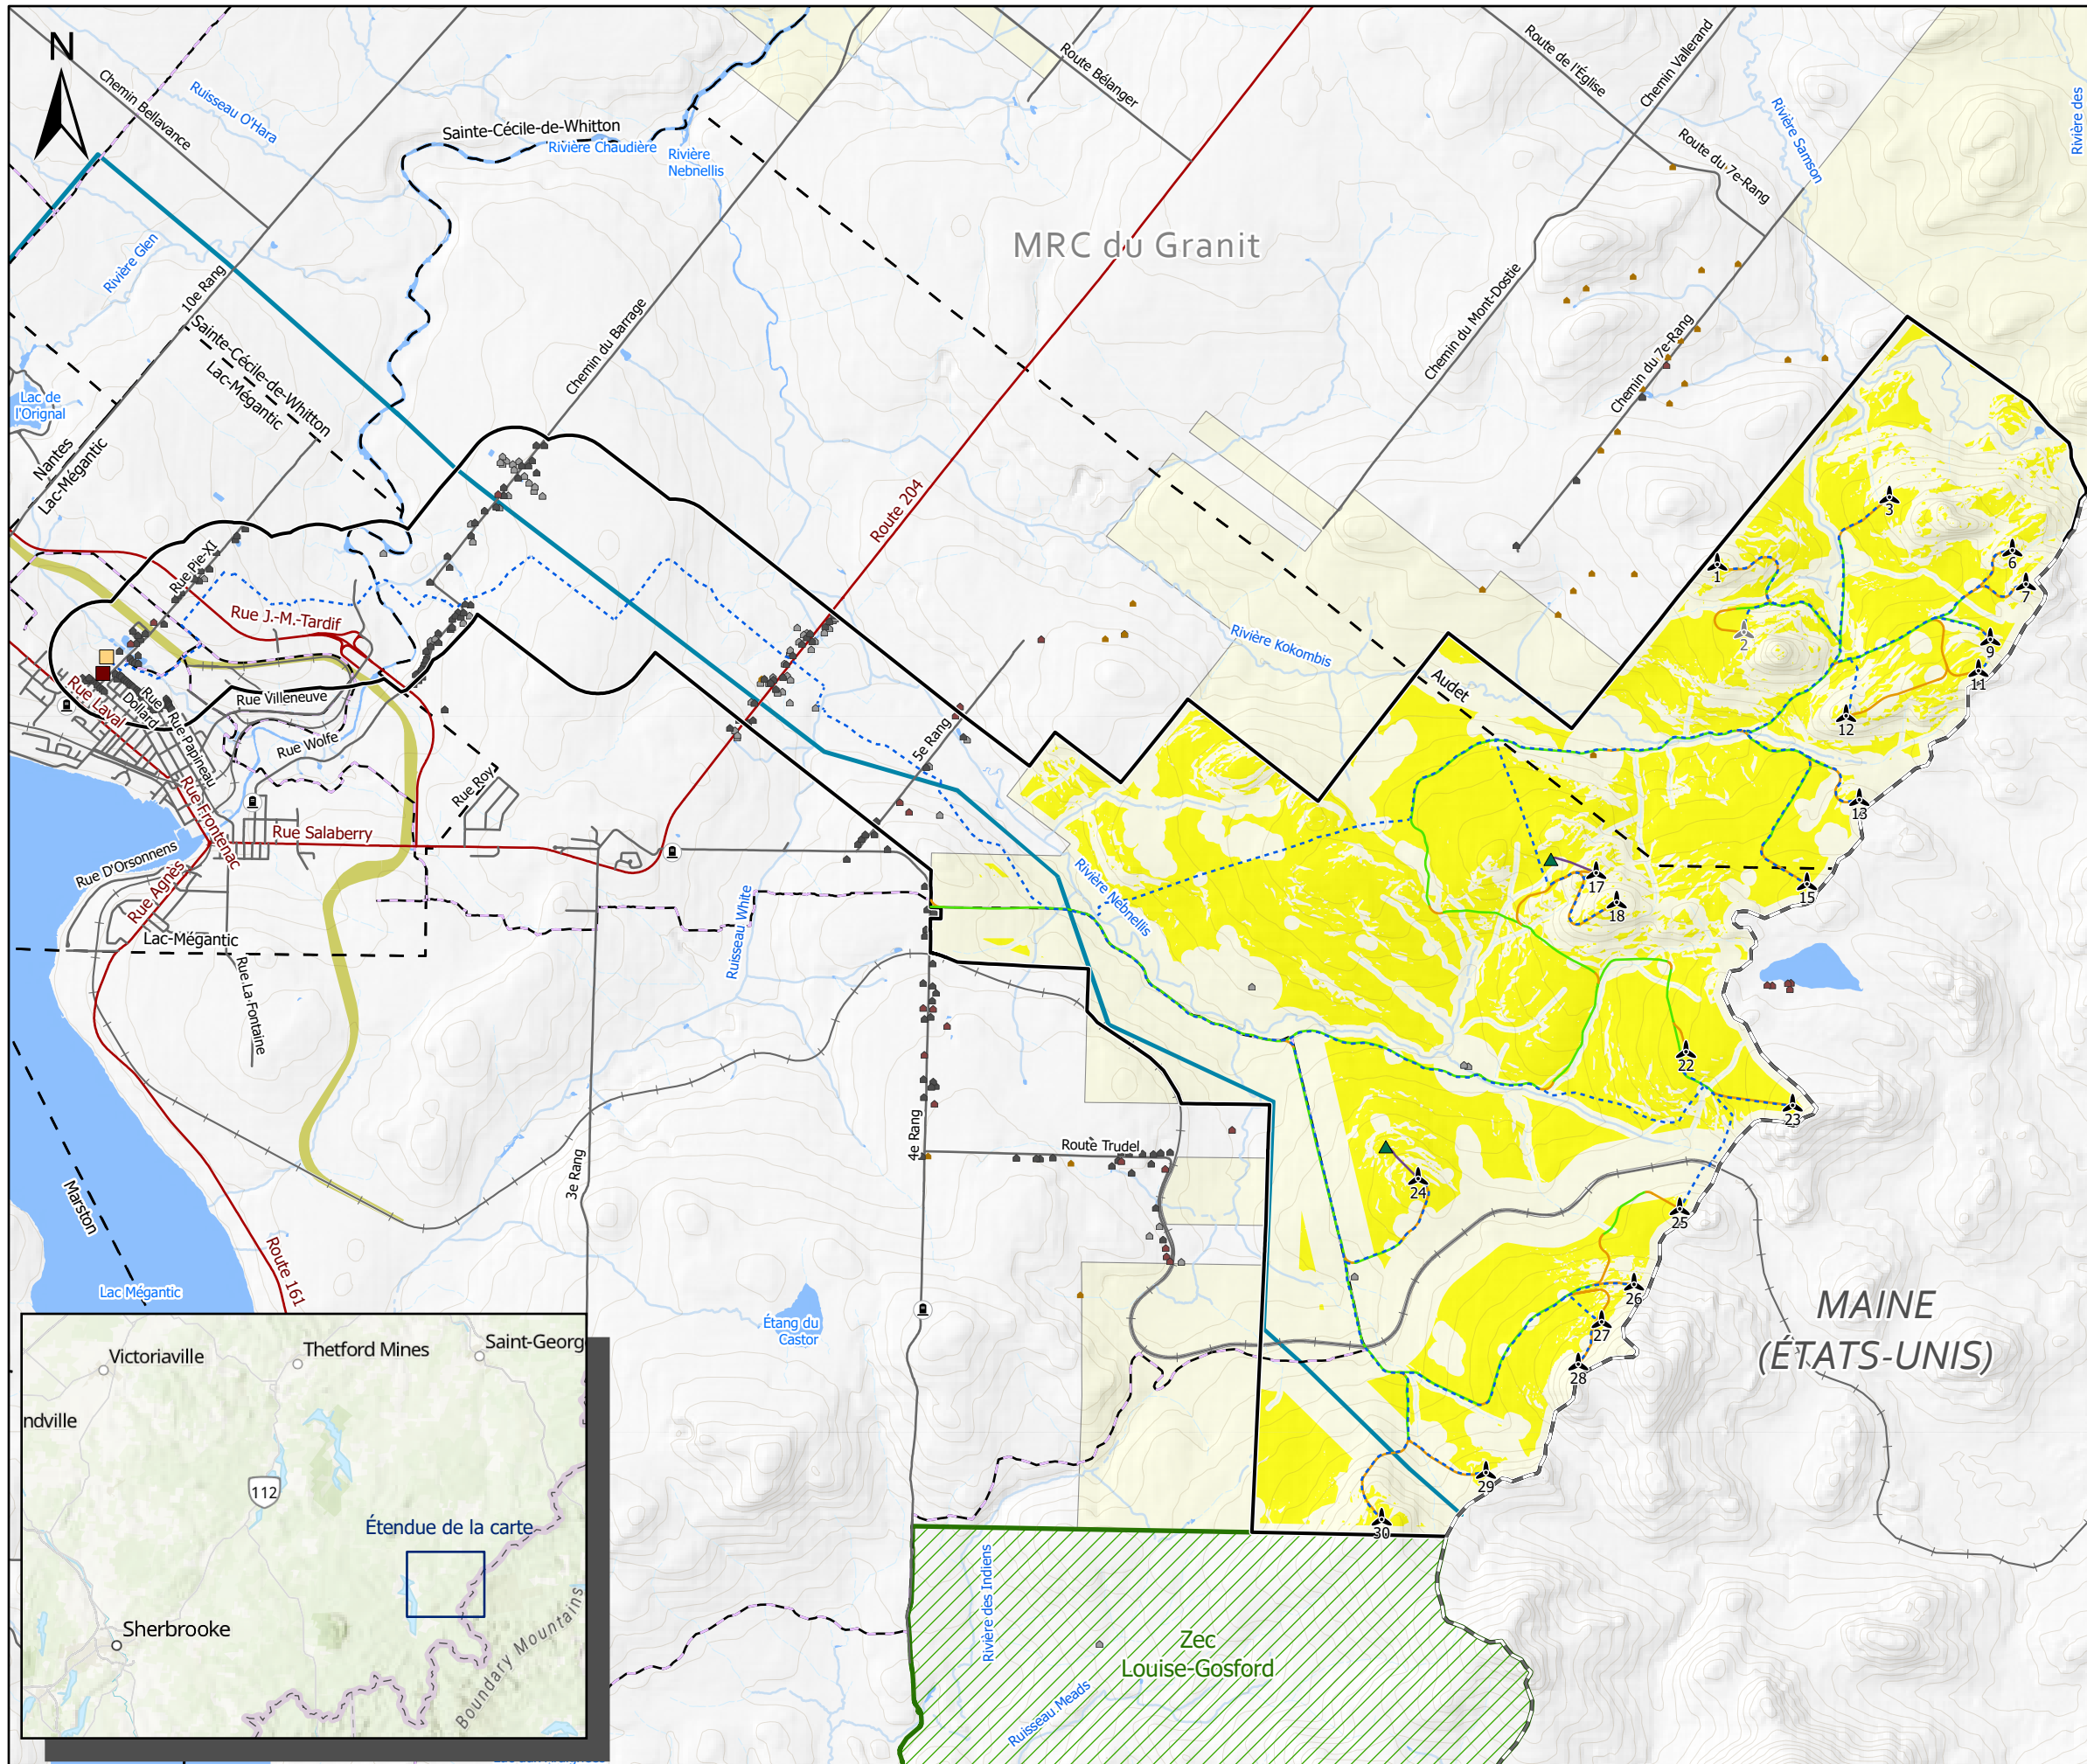 N
Chemin Bellavance
Ruisseau O'Hara
Sainte-Cécile-de-Whitton
Rivière Chaudière
Rivière
Nebnellis
Route Bélanger
Route de l'Église
Chemin Vallerand
Route du 7e-Rang
Rivière Samson
Rivière des
MRC du Granit
Rivière Glen
10e Rang
Sainte-Cécile-de-Whitton
Lac-Mégantic
Chemin du Barrage
Chemin du Mont-Dostie
Chemin du 7e-Rang
Lac de
l'Orignal
Nantes
Lac-Mégantic
Route 204
Rue Pie-XI
Rue J.-M.-Tardif
Rivière Kokombis
Audet
Rue Laval
Rue
Dollard
Rue Papineau
Rue Villeneuve
Rue Wolfe
Rue Roy
5e Rang
Rue Frontenac
Rue Salaberry
Rue D'Orsonnens
Rue Agnès
Lac-Mégantic
Rue La Fontaine
Ruisseau White
Rivière Nebnellis
1
2
3
6
7
9
11
12
13
15
17
18
22
23
24
25
26
27
28
29
30
4e Rang
Route Trudel
3e Rang
Marston
Lac Mégantic
Route 161
Étang du
Castor
MAINE
(ÉTATS-UNIS)
Zec
Louise-Gosford
Rivière des Indiens
Ruisseau Meads
Victoriaville
Thetford Mines
Saint-Georg
ndville
112
Étendue de la carte
Sherbrooke
Boundary Mountains